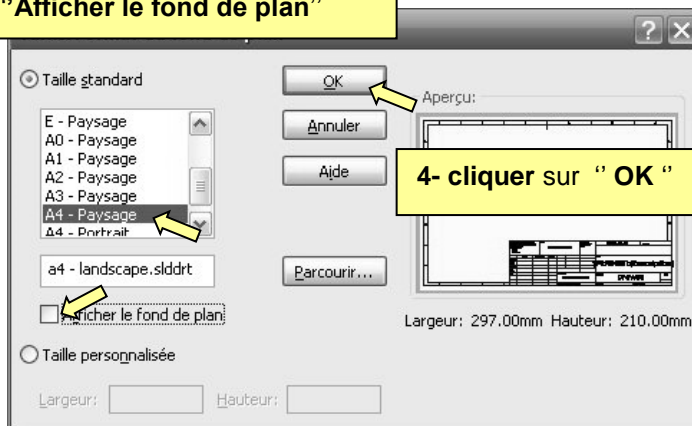 ‘’Afficher le fond de plan’’
Taille standard
OK
Aperçu:
E - Paysage
A0 - Paysage
A1 - Paysage
A2 - Paysage
A3 - Paysage
A4 - Paysage
A4 - Portrait
Annuler
Aide
4- cliquer sur ‘’ OK ‘’
a4 - landscape.slddrt
Parcourir...
Afficher le fond de plan
Largeur: 297.00mm Hauteur: 210.00mm
Taille personnalisée
Largeur:
Hauteur: